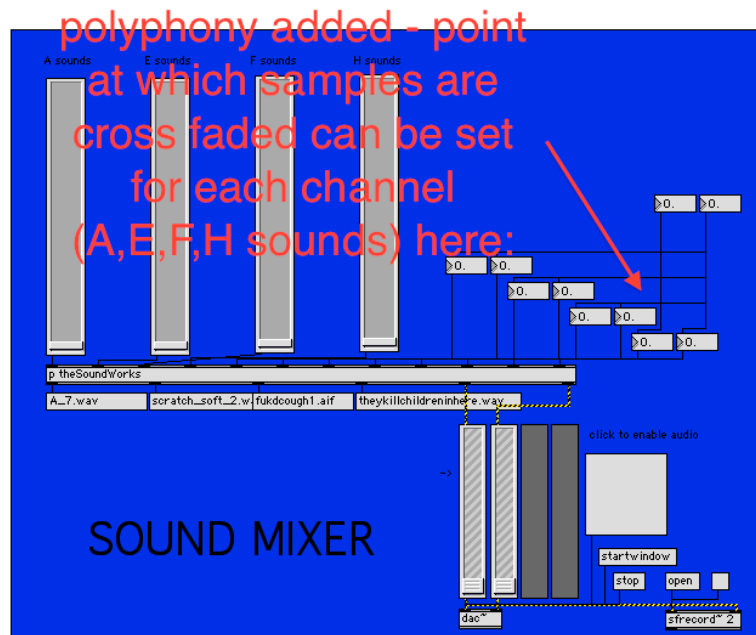 polyphony added - point
at which samples are
cross faded can be set
for each channel
(A,E,F,H sounds) here:
A sounds
E sounds
F sounds
H sounds
0.
0.
0.
0.
0.
0.
0.
0.
0.
0.
p theSoundWorks
A_7.wav
scratch_soft_2.w
fukdcough1.aif
theykillchildreninhere.wav
click to enable audio
->
SOUND MIXER
startwindow
stop
open
dac~
sfrecord~ 2